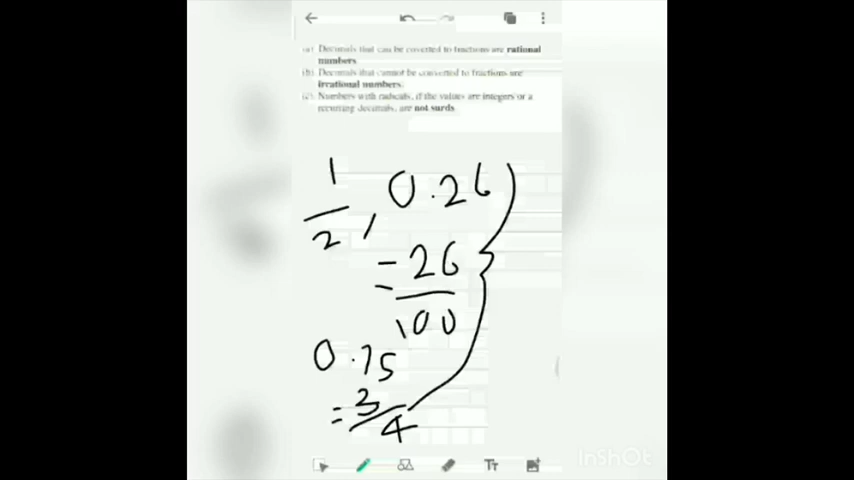 (a) Decimals that can be coverted to fractions are rational
numbers.
(b) Decimals that cannot be converted to fractions are
irrational numbers.
(c) Numbers with radicals, if the values are integers or a
recurring decimals, are not surds.
1/2, 0.26
= 26/100
0.75
= 3/4
Tт
InShOt